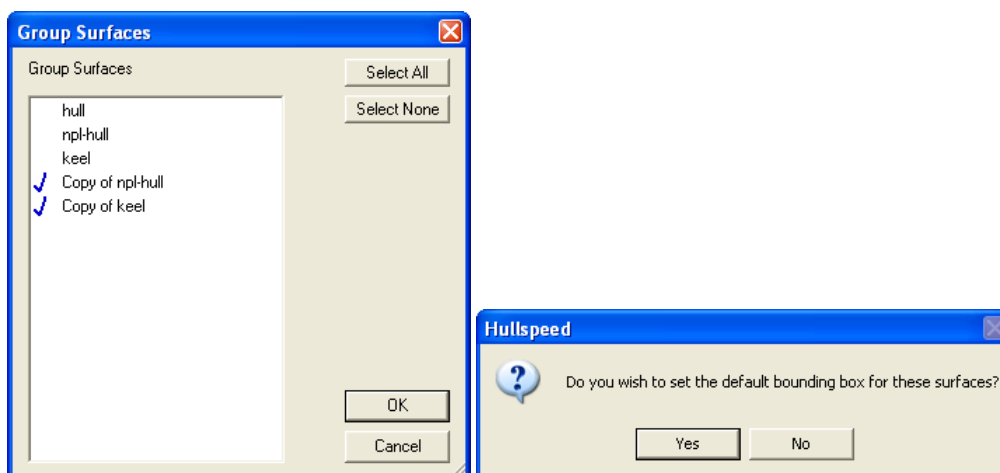 Group Surfaces
Group Surfaces
Select All
Select None
hull
npl-hull
keel
Copy of npl-hull
Copy of keel
OK
Cancel
Hullspeed
Do you wish to set the default bounding box for these surfaces?
Yes
No